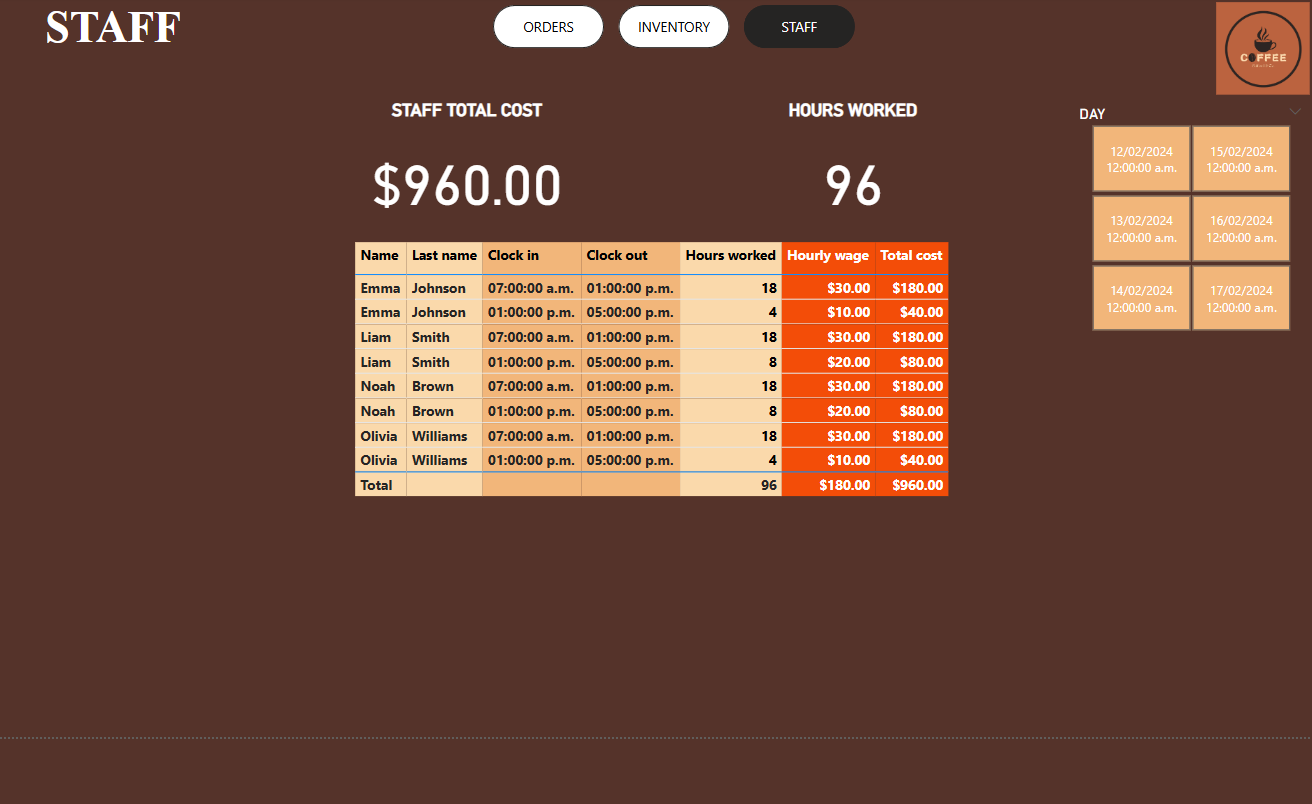 STAFF
ORDERS
INVENTORY
STAFF
COFFEE
STAFF TOTAL COST
HOURS WORKED
DAY
$960.00
96
12/02/2024
12:00:00 a.m.
15/02/2024
12:00:00 a.m.
13/02/2024
12:00:00 a.m.
16/02/2024
12:00:00 a.m.
14/02/2024
12:00:00 a.m.
17/02/2024
12:00:00 a.m.
Name Last name Clock in Clock out Hours worked Hourly wage Total cost
Emma Johnson 07:00:00 a.m. 01:00:00 p.m. 18 $30.00 $180.00
Emma Johnson 01:00:00 p.m. 05:00:00 p.m. 4 $10.00 $40.00
Liam Smith 07:00:00 a.m. 01:00:00 p.m. 18 $30.00 $180.00
Liam Smith 01:00:00 p.m. 05:00:00 p.m. 8 $20.00 $80.00
Noah Brown 07:00:00 a.m. 01:00:00 p.m. 18 $30.00 $180.00
Noah Brown 01:00:00 p.m. 05:00:00 p.m. 8 $20.00 $80.00
Olivia Williams 07:00:00 a.m. 01:00:00 p.m. 18 $30.00 $180.00
Olivia Williams 01:00:00 p.m. 05:00:00 p.m. 4 $10.00 $40.00
Total 96 $180.00 $960.00